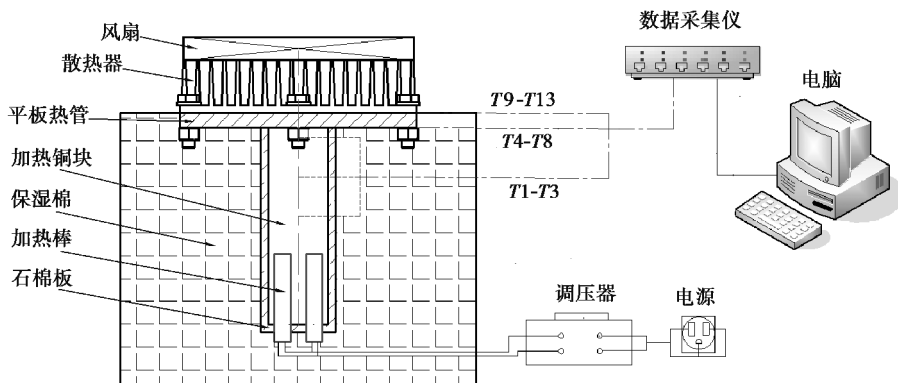 风扇
散热器
平板热管
加热铜块
保湿棉
加热棒
石棉板
T9-T13
T4-T8
T1-T3
数据采集仪
电脑
调压器
电源